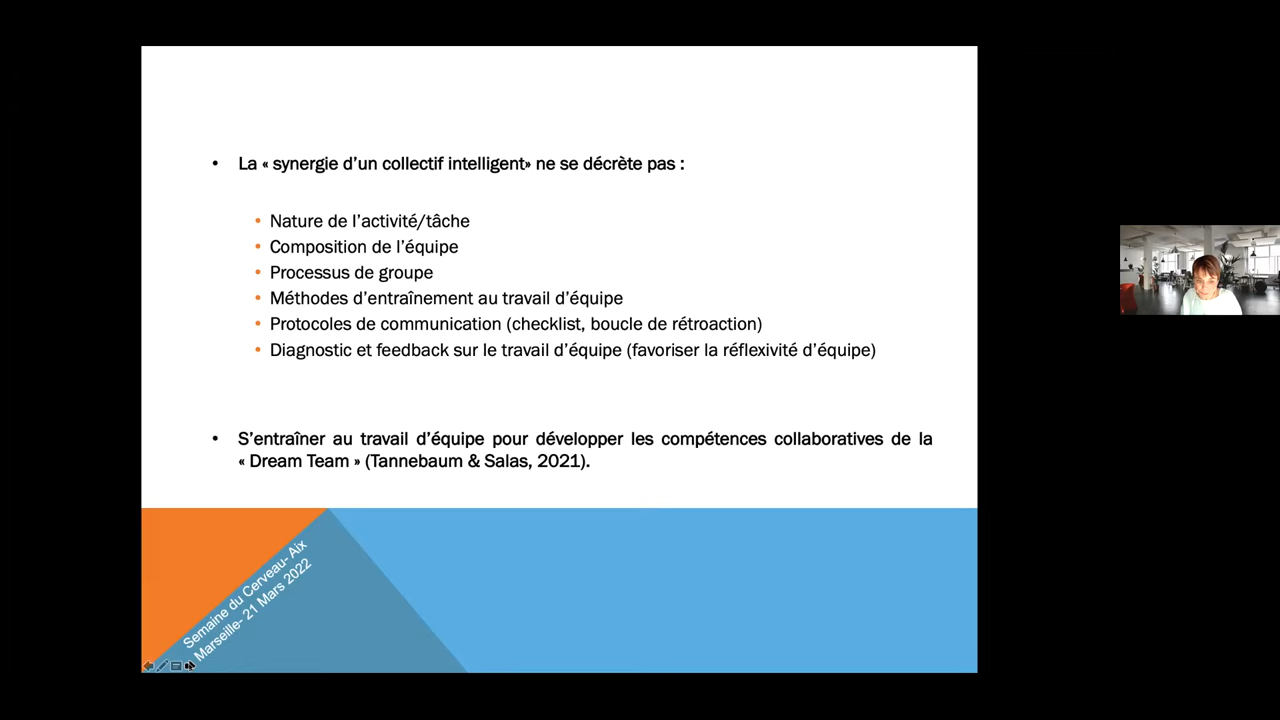 • La « synergie d’un collectif intelligent» ne se décrète pas :
• Nature de l’activité/tâche
• Composition de l’équipe
• Processus de groupe
• Méthodes d’entraînement au travail d’équipe
• Protocoles de communication (checklist, boucle de rétroaction)
• Diagnostic et feedback sur le travail d’équipe (favoriser la réflexivité d’équipe)
• S’entraîner au travail d’équipe pour développer les compétences collaboratives de la
« Dream Team » (Tannebaum & Salas, 2021).
Semaine du Cerveau- Aix
Marseille- 21 Mars 2022